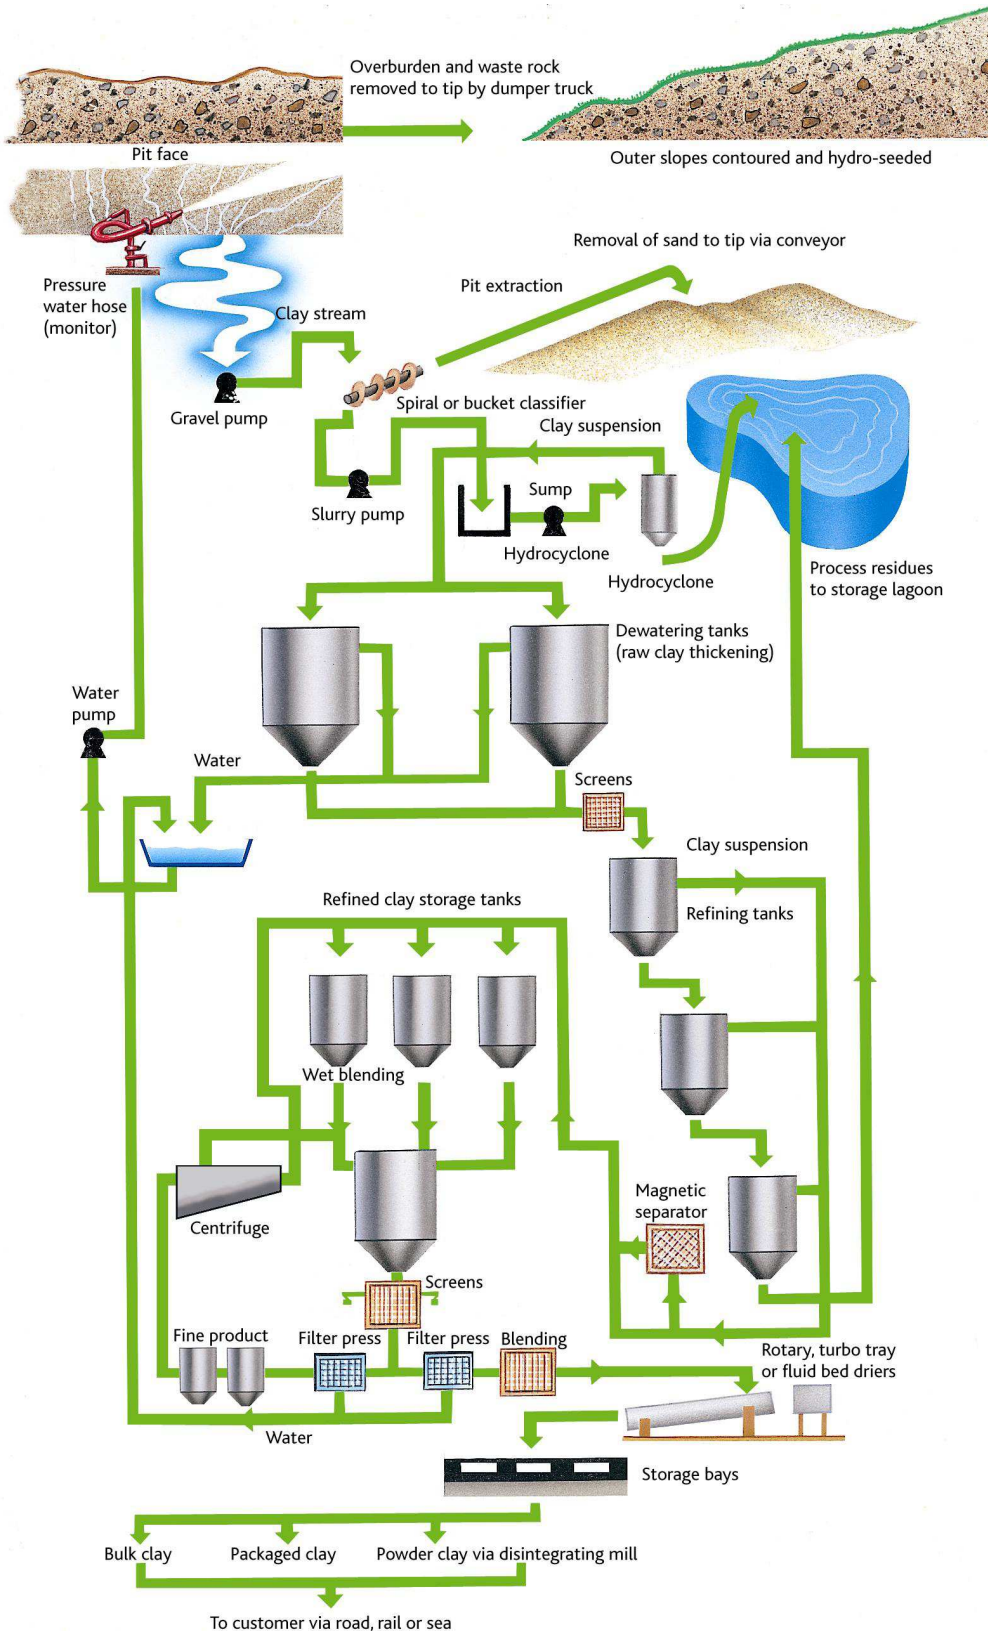 Overburden and waste rock
removed to tip by dumper truck
Pit face
Outer slopes contoured and hydro-seeded
Removal of sand to tip via conveyor
Pit extraction
Pressure
water hose
(monitor)
Clay stream
Gravel pump
Spiral or bucket classifier
Clay suspension
Sump
Slurry pump
Hydrocyclone
Hydrocyclone
Process residues
to storage lagoon
Dewatering tanks
(raw clay thickening)
Water
pump
Water
Screens
Clay suspension
Refined clay storage tanks
Refining tanks
Wet blending
Magnetic
separator
Centrifuge
Screens
Fine product
Filter press
Filter press
Blending
Rotary, turbo tray
or fluid bed driers
Water
Storage bays
Bulk clay
Packaged clay
Powder clay via disintegrating mill
To customer via road, rail or sea